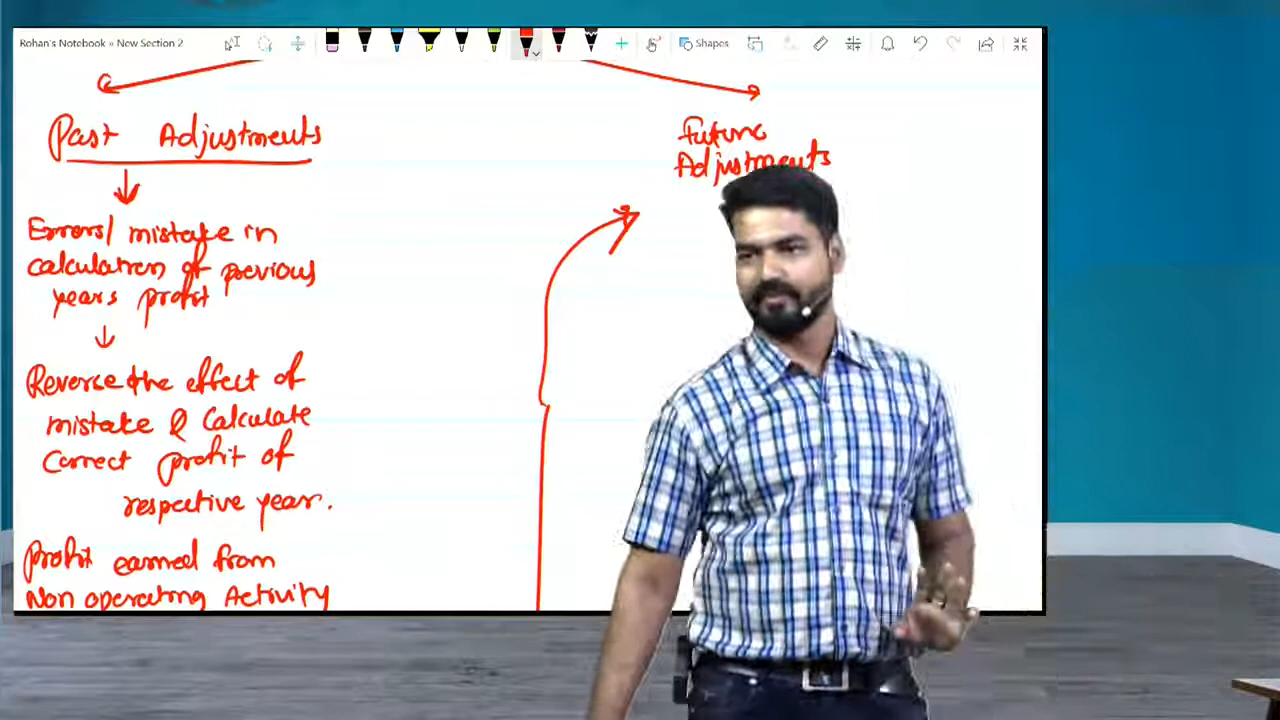 Rohan's Notebook » New Section 2
Shapes
Past Adjustments
Errors/ mistake in
calculation of previous
years profit
Reverse the effect of
mistake & Calculate
Correct profit of
respective year.
Profit earned from
Non operating Activity
Future
Adjustments